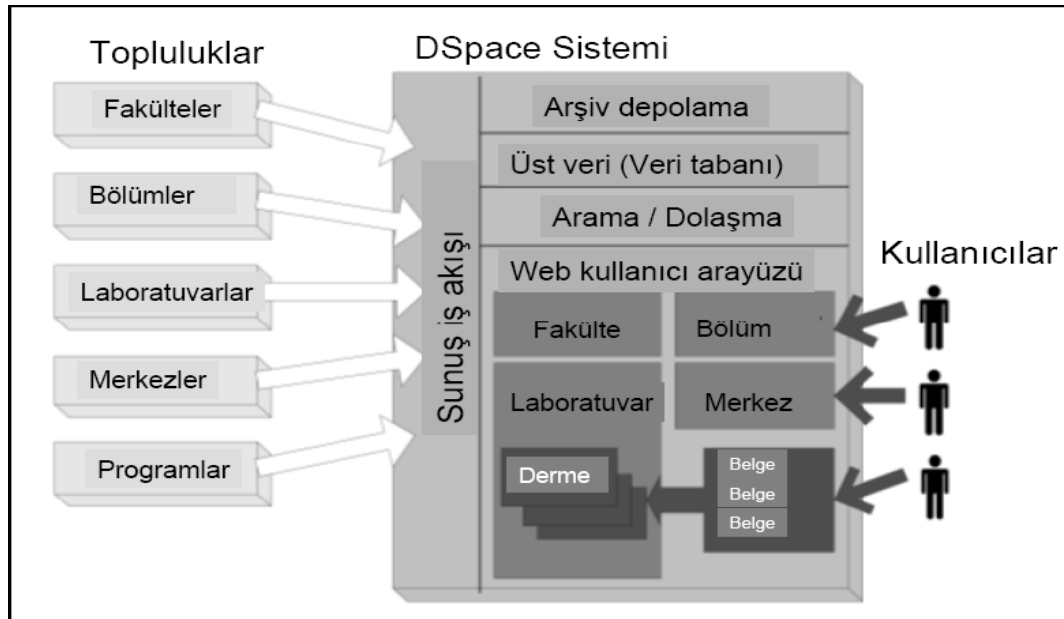 Topluluklar
Fakülteler
Bölümler
Laboratuvarlar
Merkezler
Programlar
DSpace Sistemi
Sunuş iş akışı
Arşiv depolama
Üst veri (Veri tabanı)
Arama / Dolaşma
Web kullanıcı arayüzü
Fakülte
Bölüm
Laboratuvar
Merkez
Derme
Belge
Belge
Belge
Kullanıcılar